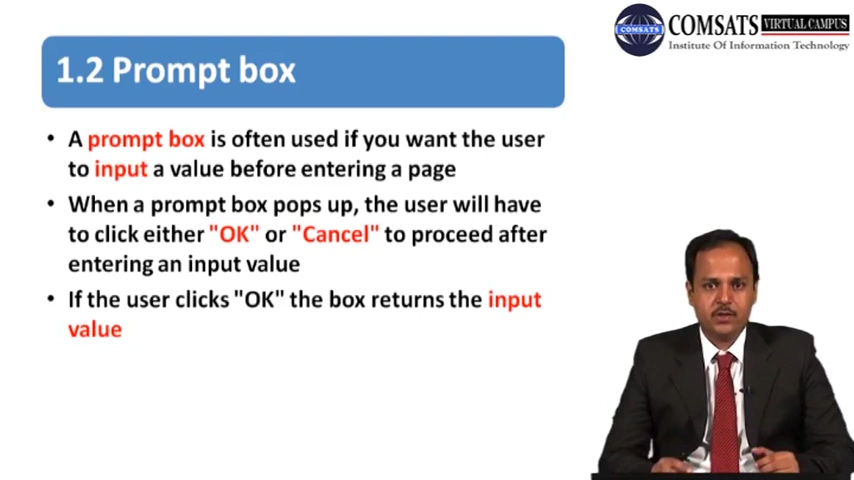 COMSATS
COMSATS VIRTUAL CAMPUS
Institute Of Information Technology
1.2 Prompt box
• A prompt box is often used if you want the user
to input a value before entering a page
• When a prompt box pops up, the user will have
to click either "OK" or "Cancel" to proceed after
entering an input value
• If the user clicks "OK" the box returns the input
value